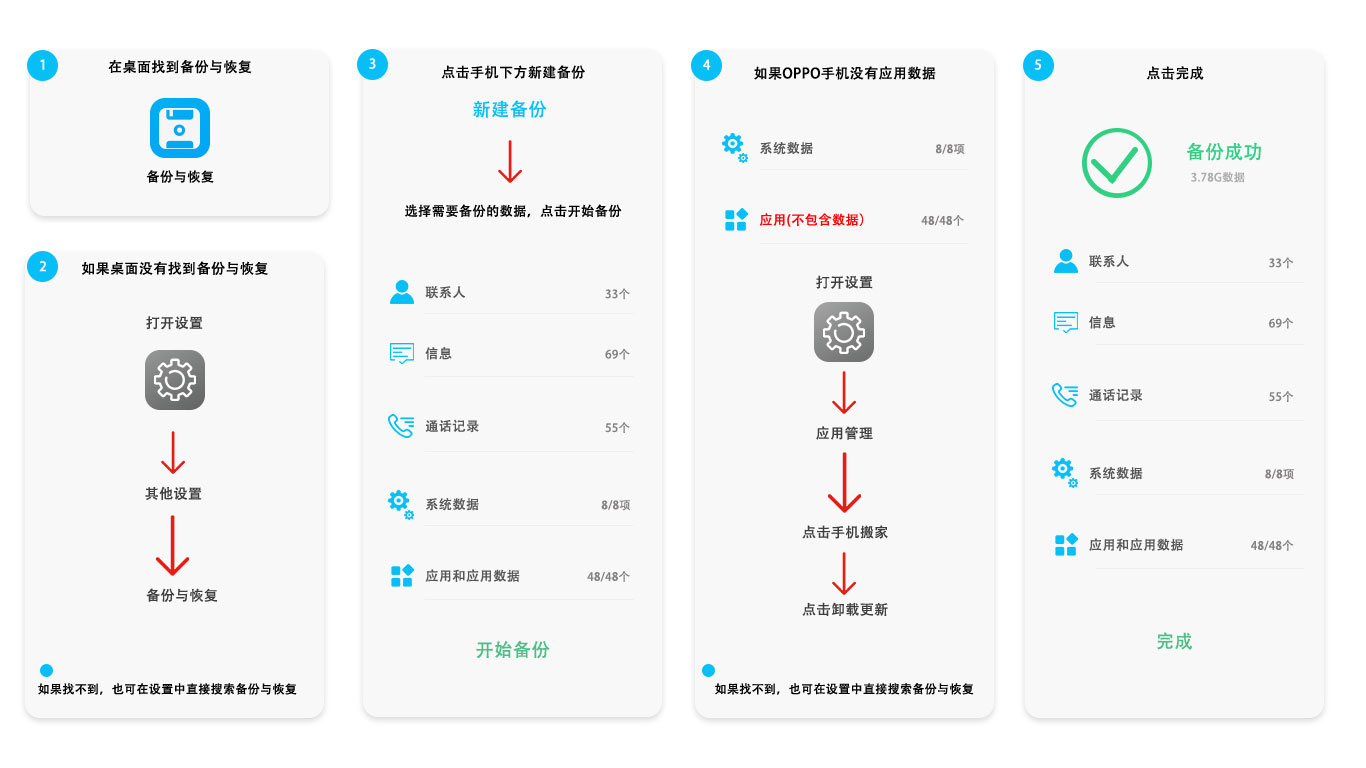 1
在桌面找到备份与恢复
备份与恢复
2
如果桌面没有找到备份与恢复
打开设置
其他设置
备份与恢复
如果找不到，也可在设置中直接搜索备份与恢复
3
点击手机下方新建备份
新建备份
选择需要备份的数据，点击开始备份
联系人 33个
信息 69个
通话记录 55个
系统数据 8/8项
应用和应用数据 48/48个
开始备份
4
如果OPPO手机没有应用数据
系统数据 8/8项
应用(不包含数据) 48/48个
打开设置
应用管理
点击手机搬家
点击卸载更新
如果找不到，也可在设置中直接搜索备份与恢复
5
点击完成
备份成功
3.78G数据
联系人 33个
信息 69个
通话记录 55个
系统数据 8/8项
应用和应用数据 48/48个
完成